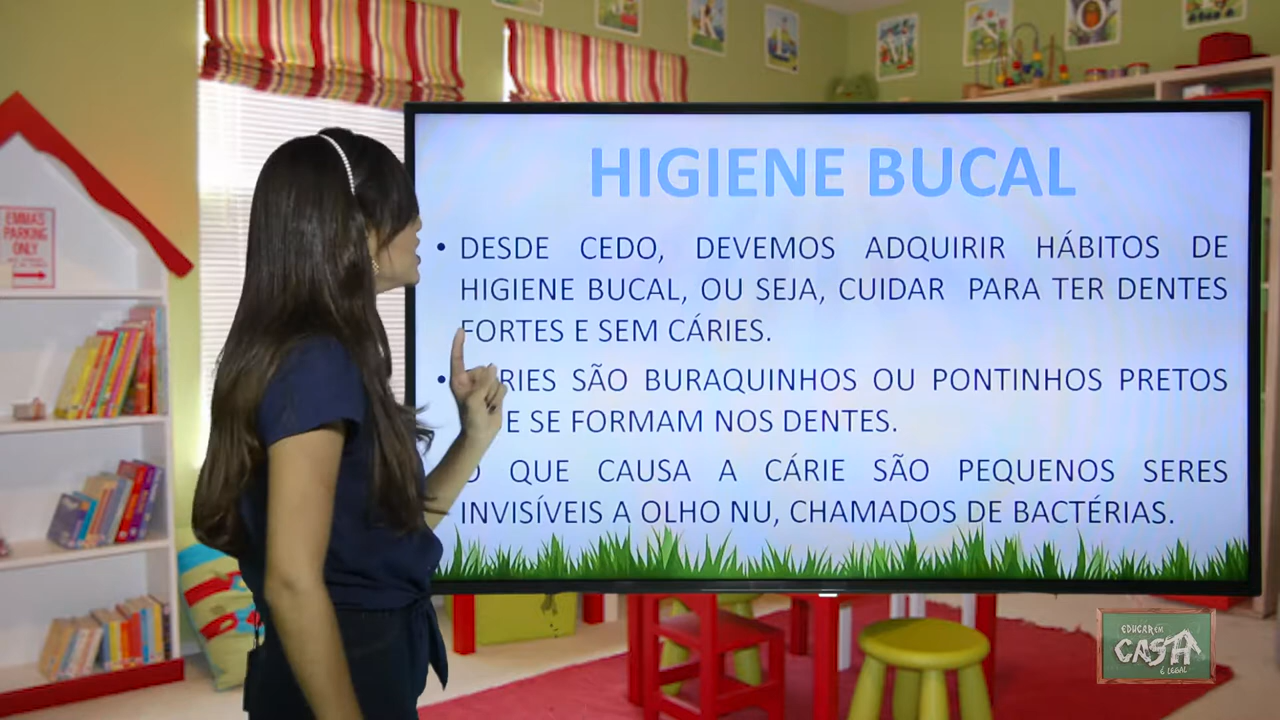 HIGIENE BUCAL
• DESDE CEDO, DEVEMOS ADQUIRIR HÁBITOS DE
HIGIENE BUCAL, OU SEJA, CUIDAR PARA TER DENTES
FORTES E SEM CÁRIES.
• RIES SÃO BURAQUINHOS OU PONTINHOS PRETOS
E SE FORMAM NOS DENTES.
O QUE CAUSA A CÁRIE SÃO PEQUENOS SERES
INVISÍVEIS A OLHO NU, CHAMADOS DE BACTÉRIAS.
EMMAS
PARKING
ONLY
EDUCAR EM
CASA
É LEGAL